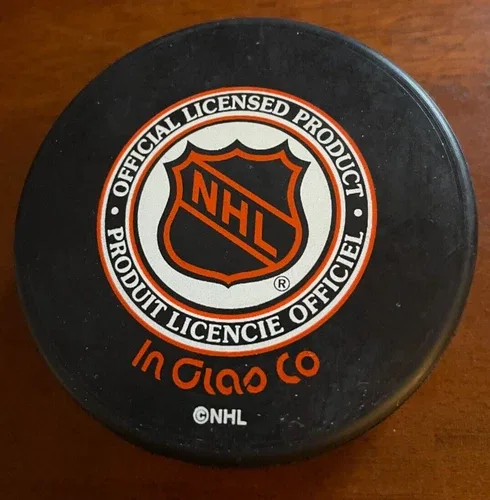 • OFFICIAL LICENSED PRODUCT •
NHL
®
PRODUIT LICENCIE OFFICIEL
In Glas Co
©NHL